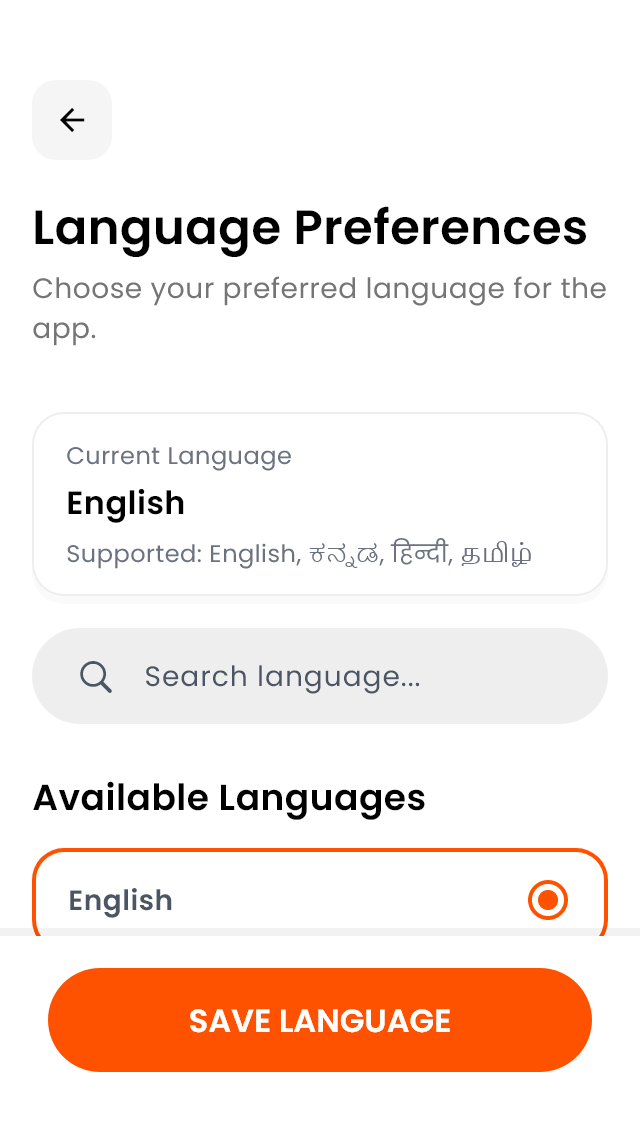 Language Preferences
Choose your preferred language for the
app.
Current Language
English
Supported: English, ಕನ್ನಡ, हिन्दी, தமிழ்
Search language...
Available Languages
English
SAVE LANGUAGE